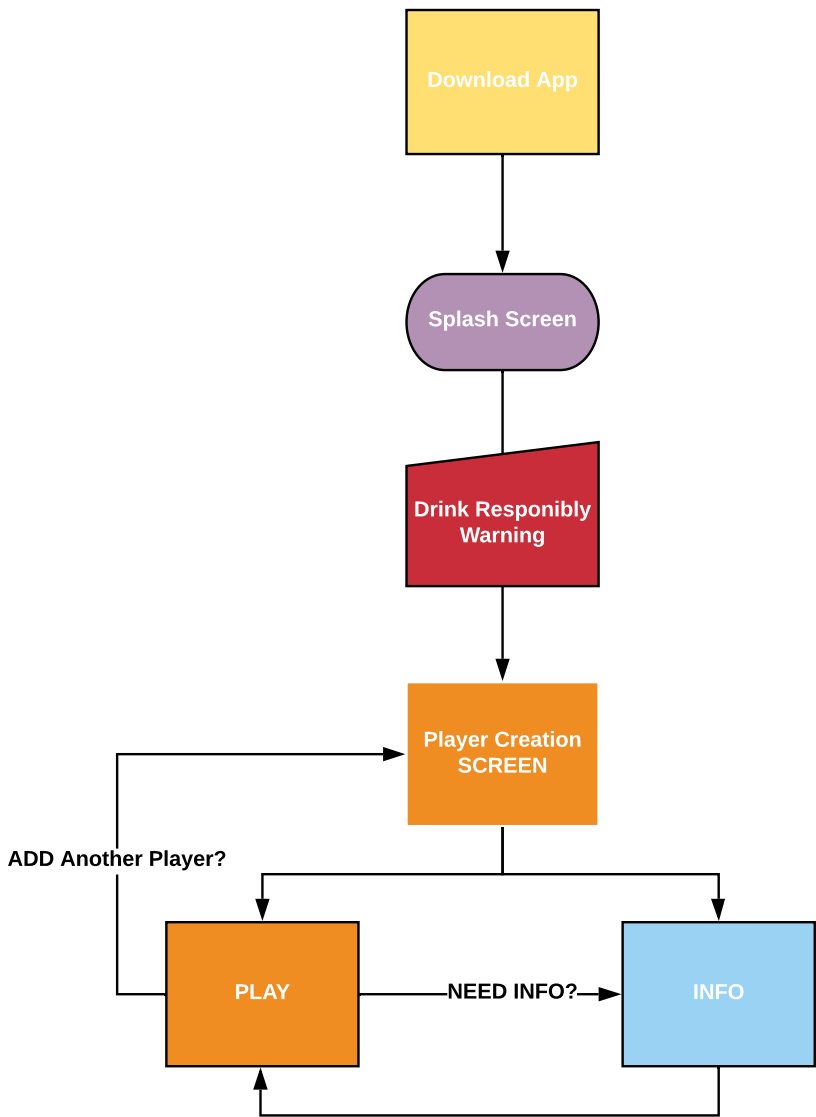 Download App
Splash Screen
Drink Responibly
Warning
Player Creation
SCREEN
ADD Another Player?
PLAY
NEED INFO?
INFO